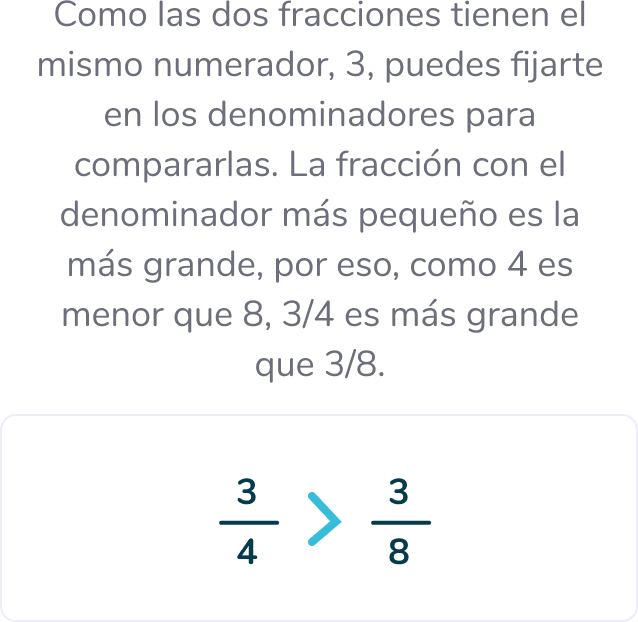 Como las dos fracciones tienen el
mismo numerador, 3, puedes fijarte
en los denominadores para
compararlas. La fracción con el
denominador más pequeño es la
más grande, por eso, como 4 es
menor que 8, 3/4 es más grande
que 3/8.
3/4 > 3/8